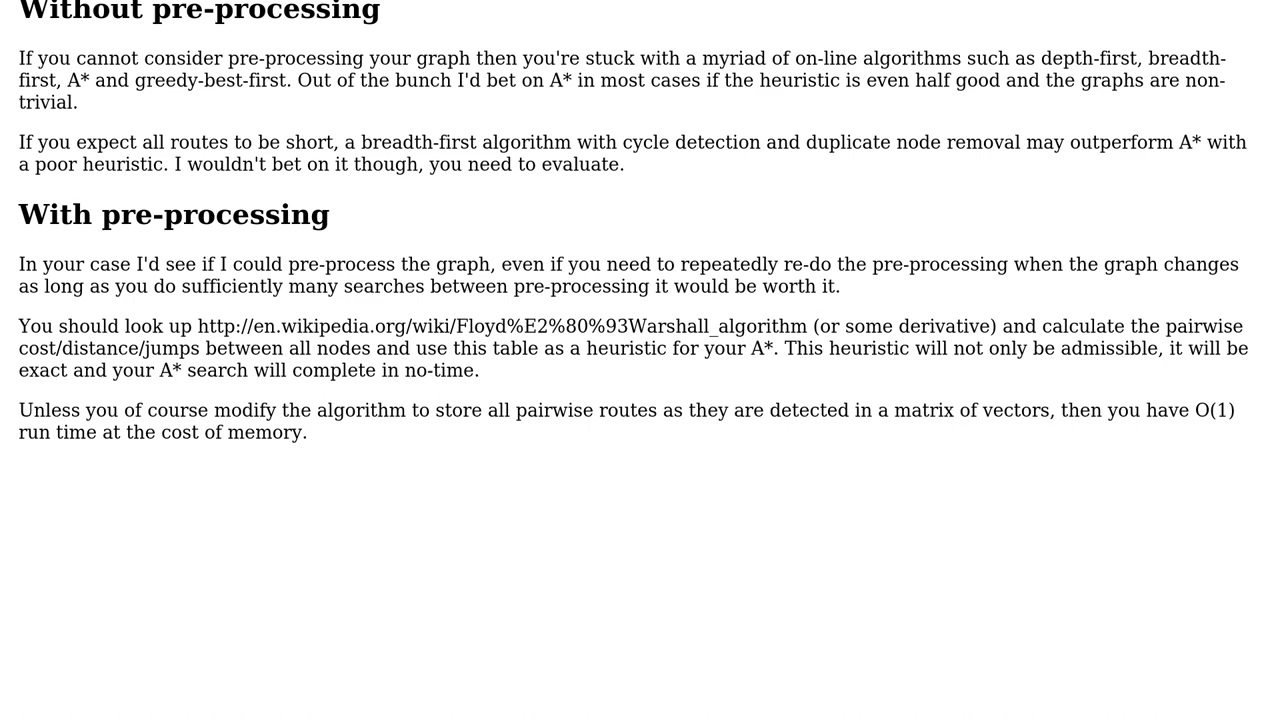 Without pre-processing
If you cannot consider pre-processing your graph then you're stuck with a myriad of on-line algorithms such as depth-first, breadth-
first, A* and greedy-best-first. Out of the bunch I'd bet on A* in most cases if the heuristic is even half good and the graphs are non-
trivial.
If you expect all routes to be short, a breadth-first algorithm with cycle detection and duplicate node removal may outperform A* with
a poor heuristic. I wouldn't bet on it though, you need to evaluate.
With pre-processing
In your case I'd see if I could pre-process the graph, even if you need to repeatedly re-do the pre-processing when the graph changes
as long as you do sufficiently many searches between pre-processing it would be worth it.
You should look up http://en.wikipedia.org/wiki/Floyd%E2%80%93Warshall_algorithm (or some derivative) and calculate the pairwise
cost/distance/jumps between all nodes and use this table as a heuristic for your A*. This heuristic will not only be admissible, it will be
exact and your A* search will complete in no-time.
Unless you of course modify the algorithm to store all pairwise routes as they are detected in a matrix of vectors, then you have O(1)
run time at the cost of memory.